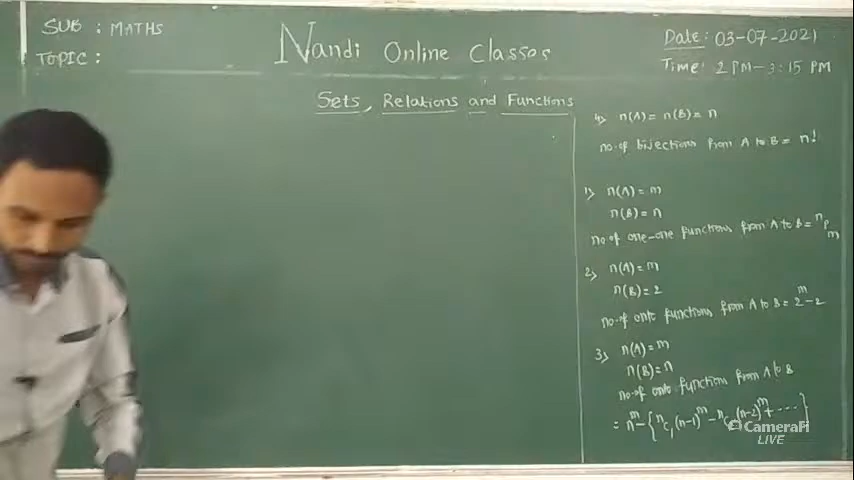 SUB : MATHS
TOPIC :
Nandi Online Classes
Date: 03-07-2021
Time: 2 PM-3:15 PM
Sets, Relations and Functions
4) n(A) = n(B) = n
no. of bijections from A to B = n!
1) n(A) = m
n(B) = n
no. of one-one functions from A to B = ⁿPₘ
2) n(A) = m
n(B) = 2
no. of onto functions from A to B = 2ᵐ-2
3) n(A) = m
n(B) = n
no. of onto functions from A to B
= nᵐ - {ⁿC₁(n-1)ᵐ - ⁿC₂(n-2)ᵐ + ....}
CameraFi
LIVE